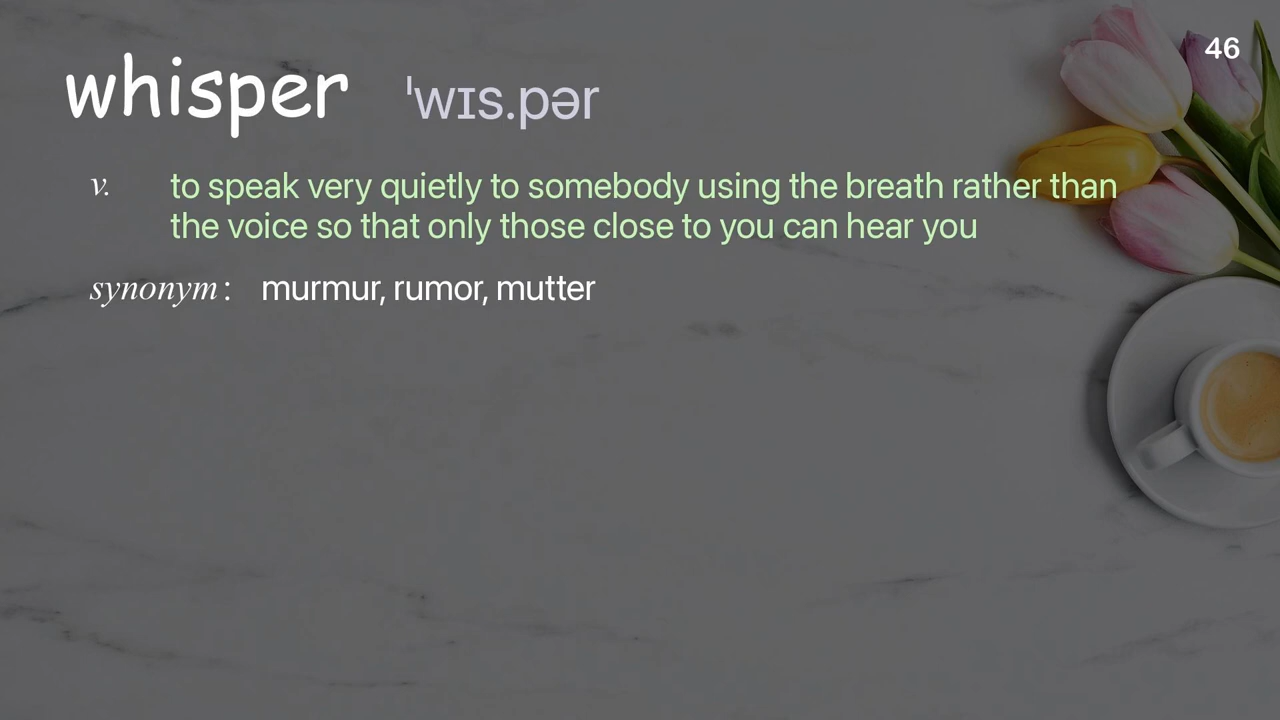 46
whisper ˈwɪs.pər
v. to speak very quietly to somebody using the breath rather than
the voice so that only those close to you can hear you
synonym : murmur, rumor, mutter